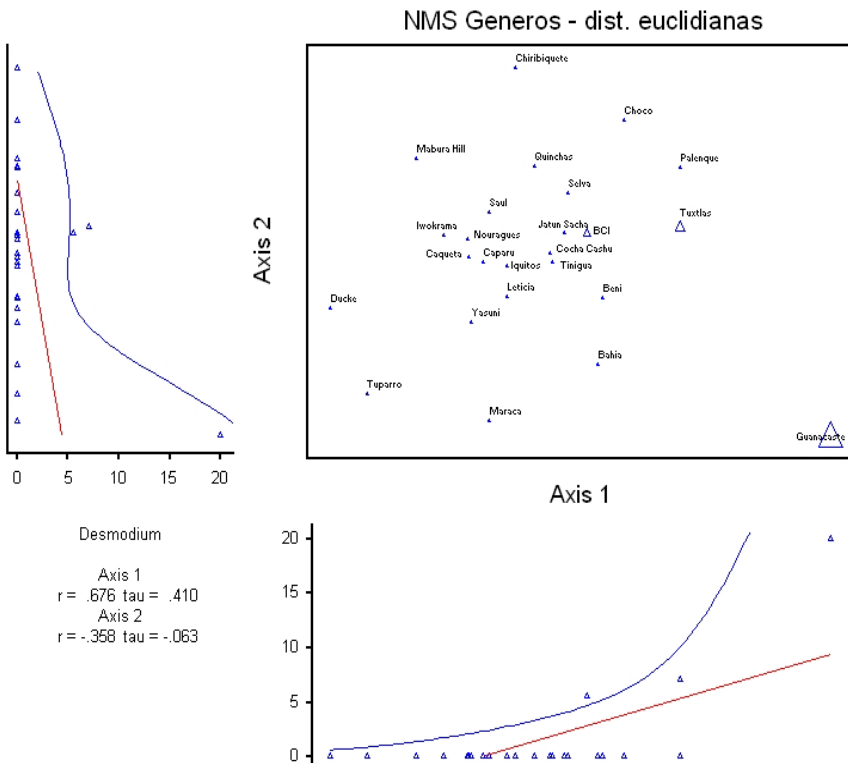 NMS Generos - dist. euclidianas
Chiribiquete
Choco
Mabura Hill
Quinchas
Palenque
Selva
Saul
Tuxtlas
Iwokrama
Nouragues
Jatun Sacha
BCI
Caqueta
Caparu
Cocha Cashu
Iquitos
Tinigua
Leticia
Beni
Ducke
Yasuni
Bahia
Tuparro
Maraca
Guanacaste
Axis 2
0 5 10 15 20
Axis 1
Desmodium
Axis 1
r = .676 tau = .410
Axis 2
r = -.358 tau = -.063
20
15
10
5
0